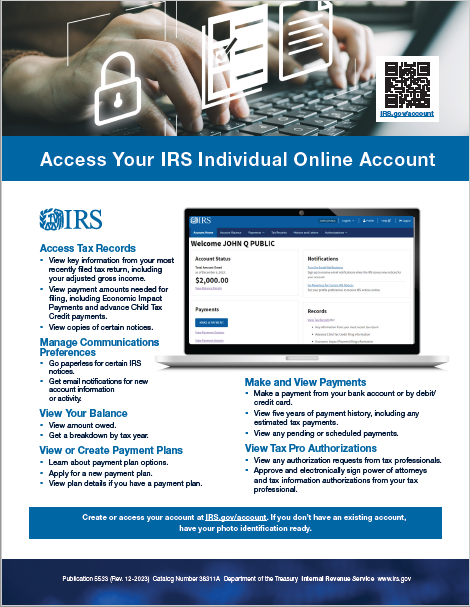 IRS.gov/account
Access Your IRS Individual Online Account
IRS
Access Tax Records
• View key information from your most
recently filed tax return, including
your adjusted gross income.
• View payment amounts needed for
filing, including Economic Impact
Payments and advance Child Tax
Credit payments.
• View copies of certain notices.
Manage Communications
Preferences
• Go paperless for certain IRS
notices.
• Get email notifications for new
account information
or activity.
View Your Balance
• View amount owed.
• Get a breakdown by tax year.
View or Create Payment Plans
• Learn about payment plan options.
• Apply for a new payment plan.
• View plan details if you have a payment plan.
IRS
Welcome JOHN Q PUBLIC
Account Status
$2,000.00
Payments
Notifications
Records
Make and View Payments
• Make a payment from your bank account or by debit/
credit card.
• View five years of payment history, including any
estimated tax payments.
• View any pending or scheduled payments.
View Tax Pro Authorizations
• View any authorization requests from tax professionals.
• Approve and electronically sign power of attorneys
and tax information authorizations from your tax
professional.
Create or access your account at IRS.gov/account. If you don't have an existing account,
have your photo identification ready.
Publication 5533 (Rev. 12-2023) Catalog Number 38311A Department of the Treasury Internal Revenue Service www.irs.gov